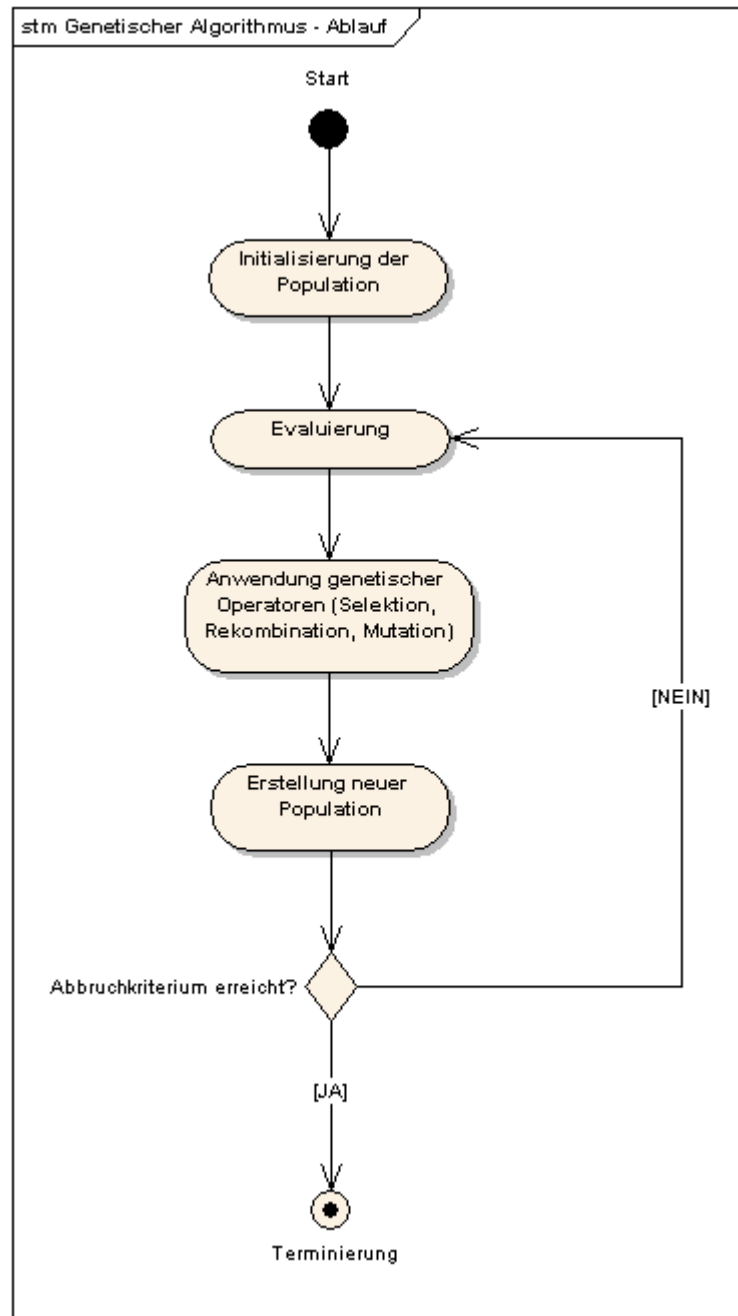 stm Genetischer Algorithmus - Ablauf
Start
Initialisierung der
Population
Evaluierung
Anwendung genetischer
Operatoren (Selektion,
Rekombination, Mutation)
[NEIN]
Erstellung neuer
Population
Abbruchkriterium erreicht?
[JA]
Terminierung